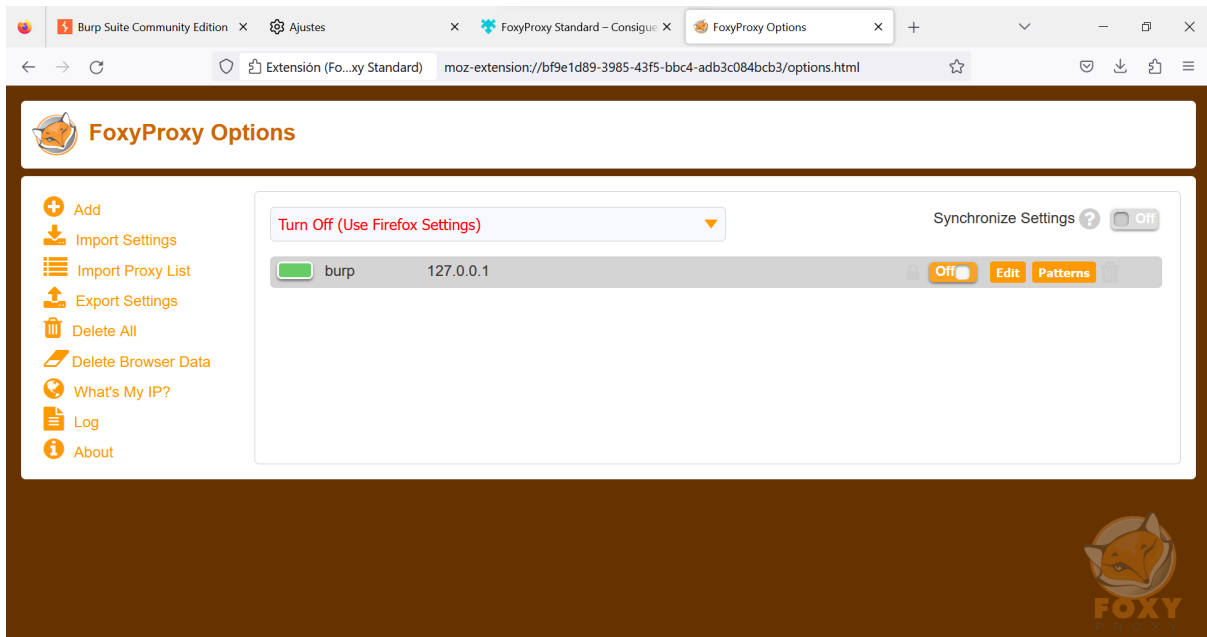 Burp Suite Community Edition
Ajustes
FoxyProxy Standard – Consigue
FoxyProxy Options
Extensión (Fo...xy Standard)
moz-extension://bf9e1d89-3985-43f5-bbc4-adb3c084bcb3/options.html
FoxyProxy Options
Add
Import Settings
Import Proxy List
Export Settings
Delete All
Delete Browser Data
What's My IP?
Log
About
Turn Off (Use Firefox Settings)
Synchronize Settings ? Off
burp 127.0.0.1 Off Edit Patterns
FOXY
PROXY